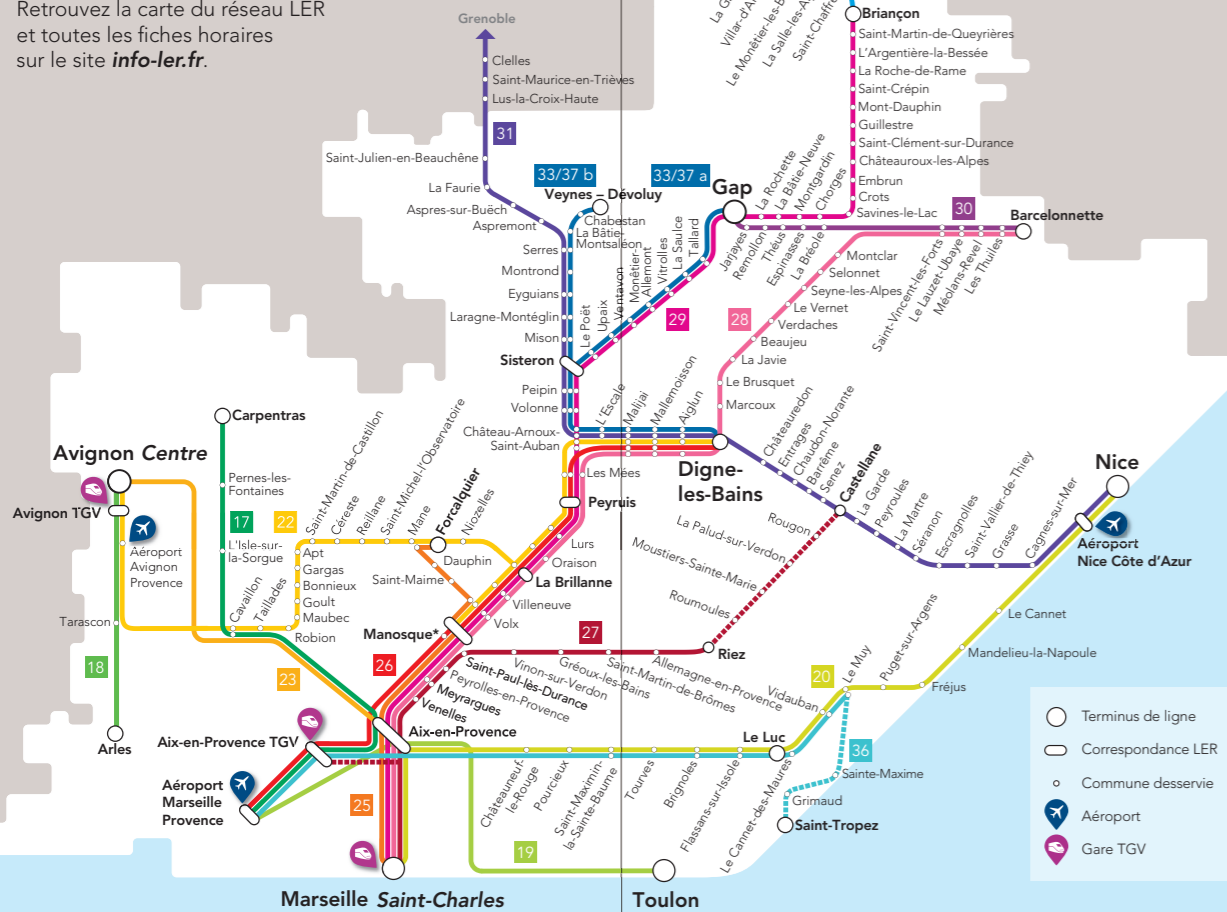 Retrouvez la carte du réseau LER
et toutes les fiches horaires
sur le site info-ler.fr.
Grenoble
Clelles
Saint-Maurice-en-Trièves
Lus-la-Croix-Haute
31
Saint-Julien-en-Beauchêne
La Faurie
Aspres-sur-Buëch
Aspremont
Serres
Montrond
Eyguians
Laragne-Montéglin
Mison
Sisteron
Peipin
Volonne
Château-Arnoux-
Saint-Auban
33/37 b
Veynes – Dévoluy
Chabestan
La Bâtie-
Montsaléon
33/37 a
Gap
Le Poët
Upaix
Ventavon
Monêtier-
Allemont
Vitrolles
La Saulce
Tallard
29
La Rochette
La Bâtie-Neuve
Montgardin
Chorges
Briançon
Saint-Martin-de-Queyrières
L'Argentière-la-Bessée
La Roche-de-Rame
Saint-Crépin
Mont-Dauphin
Guillestre
Saint-Clément-sur-Durance
Châteauroux-les-Alpes
Embrun
Crots
Savines-le-Lac
30
Barcelonnette
Jarjayes
Remollon
Théus
Espinasses
La Bréole
Saint-Vincent-les-Forts
Le Lauzet-Ubaye
Méolans-Revel
Les Thuiles
Montclar
Selonnet
Seyne-les-Alpes
Le Vernet
Verdaches
Beaujeu
La Javie
Le Brusquet
Marcoux
28
L'Escale
Malijai
Mallemoisson
Aiglun
Digne-
les-Bains
Châteauredon
Entrages
Chaudon-Norante
Barrême
Senez
Castellane
La Garde
Peyroules
La Martre
Séranon
Escragnolles
Saint-Vallier-de-Thiey
Grasse
Cagnes-sur-Mer
Nice
Aéroport
Nice Côte d'Azur
Carpentras
Pernes-les-
Fontaines
17
L'Isle-sur-
la-Sorgue
Avignon Centre
Avignon TGV
Aéroport
Avignon
Provence
Tarascon
18
Arles
Cavaillon
Taillades
Robion
Maubec
Goult
Bonnieux
Gargas
Apt
22
Saint-Martin-de-Castillon
Céreste
Reillane
Saint-Michel-l'Observatoire
Mane
Forcalquier
Niozelles
Dauphin
Saint-Maime
Les Mées
Peyruis
Lurs
Oraison
La Brillanne
Villeneuve
Volx
Manosque*
23
26
27
Saint-Paul-lès-Durance
Peyrolles-en-Provence
Meyrargues
Venelles
Vinon-sur-Verdon
Gréoux-les-Bains
Saint-Martin-de-Brômes
Allemagne-en-Provence
Riez
Roumoules
Moustiers-Sainte-Marie
La Palud-sur-Verdon
Rougon
Aix-en-Provence
Aix-en-Provence TGV
Aéroport
Marseille
Provence
25
Marseille Saint-Charles
19
Toulon
Châteauneuf-
le-Rouge
Pourcieux
Saint-Maximin-
la-Sainte-Baume
Tourves
Brignoles
Flassans-sur-Issole
Le Luc
Le Cannet-des-Maures
Vidauban
20
Le Muy
Puget-sur-Argens
Fréjus
Mandelieu-la-Napoule
Le Cannet
36
Sainte-Maxime
Grimaud
Saint-Tropez
Terminus de ligne
Correspondance LER
Commune desservie
Aéroport
Gare TGV